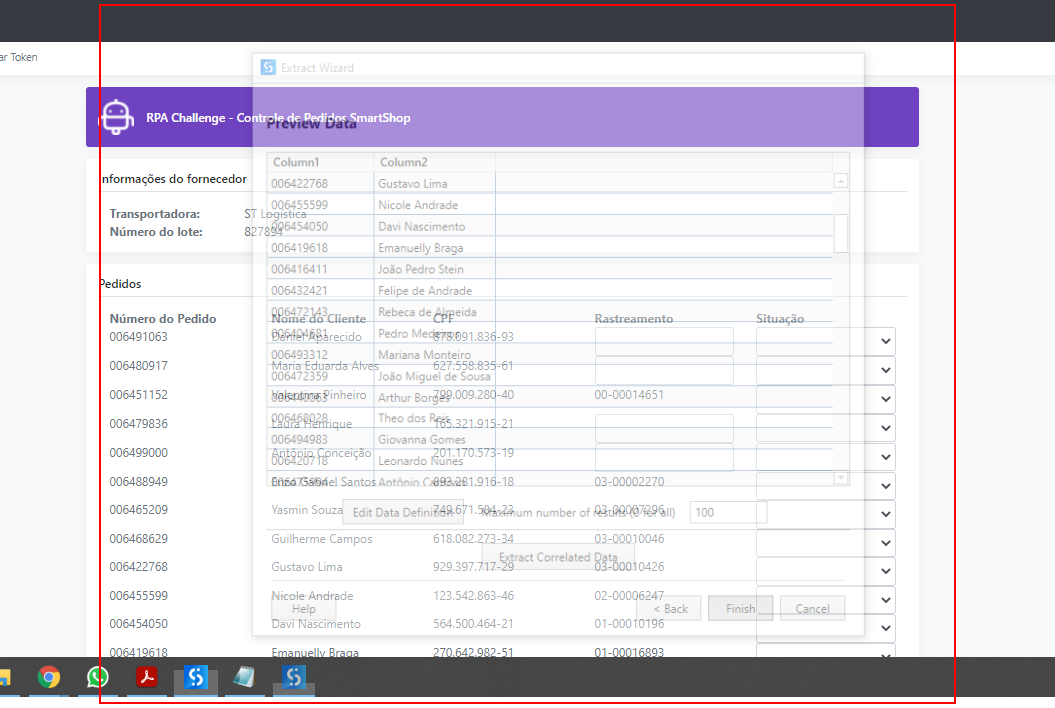 ar Token
Extract Wizard
RPA Challenge - Controle de Pedidos SmartShop
Preview Data
Column1 Column2
Informações do fornecedor
006422768 Gustavo Lima
006455599 Nicole Andrade
Transportadora: ST Logística
006454050 Davi Nascimento
Número do lote: 827894
006419618 Emanuelly Braga
006416411 João Pedro Stein
Pedidos
006432421 Felipe de Andrade
006472143 Rebeca de Almeida
Número do Pedido Nome do Cliente CPF Rastreamento Situação
006404681 Pedro Medeiros
006491063 Daniel Aparecido 878.091.836-93
006493312 Mariana Monteiro
006480917 Maria Eduarda Alves 627.558.835-61
006472359 João Miguel de Sousa
006451152 Valentina Pinheiro 799.009.280-40 00-00014651
Arthur Borges
006468028 Theo dos Reis
006479836 Laura Henrique 165.321.915-21
006494983 Giovanna Gomes
006499000 Antônio Conceição 201.170.573-19
006420718 Leonardo Nunes
006488949 Enzo Gabriel Santos 893.281.916-18 03-00002270
Antônio
006465209 Yasmin Souza 749.671.504-23 03-00007296
Edit Data Definition Maximum number of results (0 for all) 100
006468629 Guilherme Campos 618.082.273-34 03-00010046
Extract Correlated Data
006422768 Gustavo Lima 929.397.717-29 03-00010426
006455599 Nicole Andrade 123.542.863-46 02-00006247
Help < Back Finish Cancel
006454050 Davi Nascimento 564.500.464-21 01-00010196
006419618 Emanuelly Braga 270.642.982-51 01-00016893